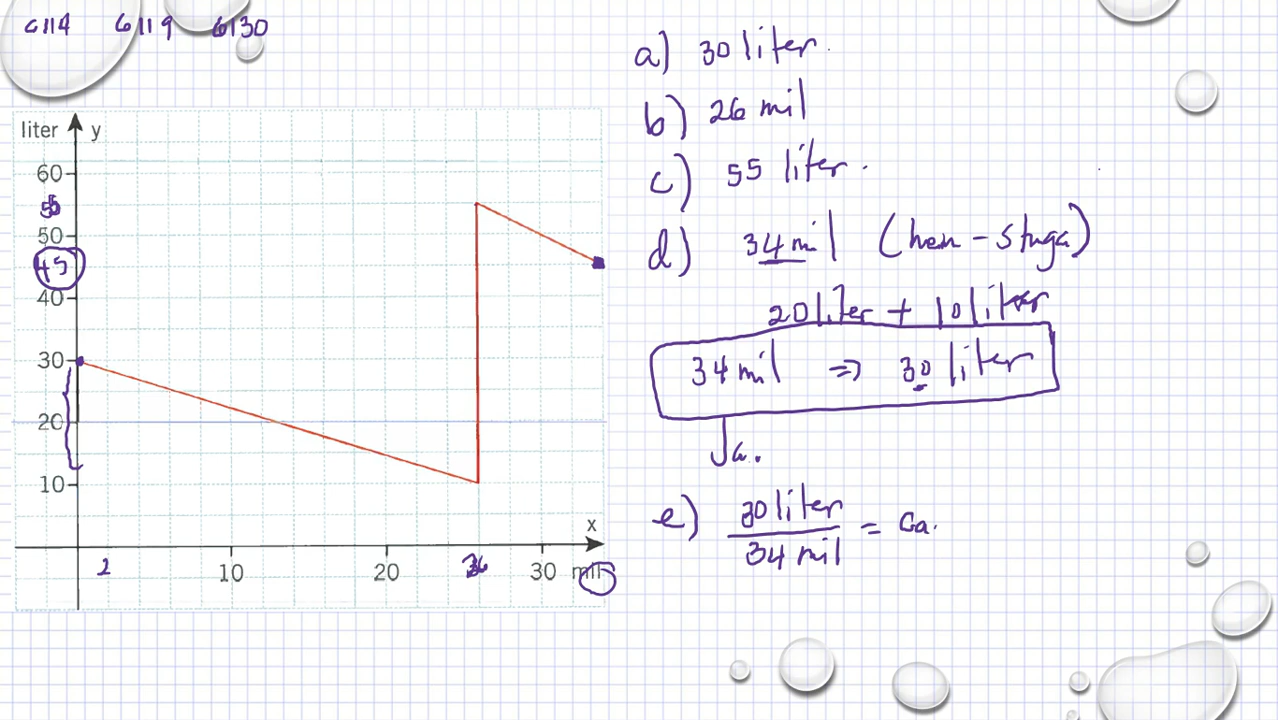 6114 6119 6130
liter y
60
55
50
45
40
30
20
10
x
2 10 20 26 30 mil
a) 30 liter.
b) 26 mil
c) 55 liter.
d) 34 mil (hem - stuga)
20 liter + 10 liter
34 mil => 30 liter
Ja.
e) 30 liter
34 mil
= Ca.